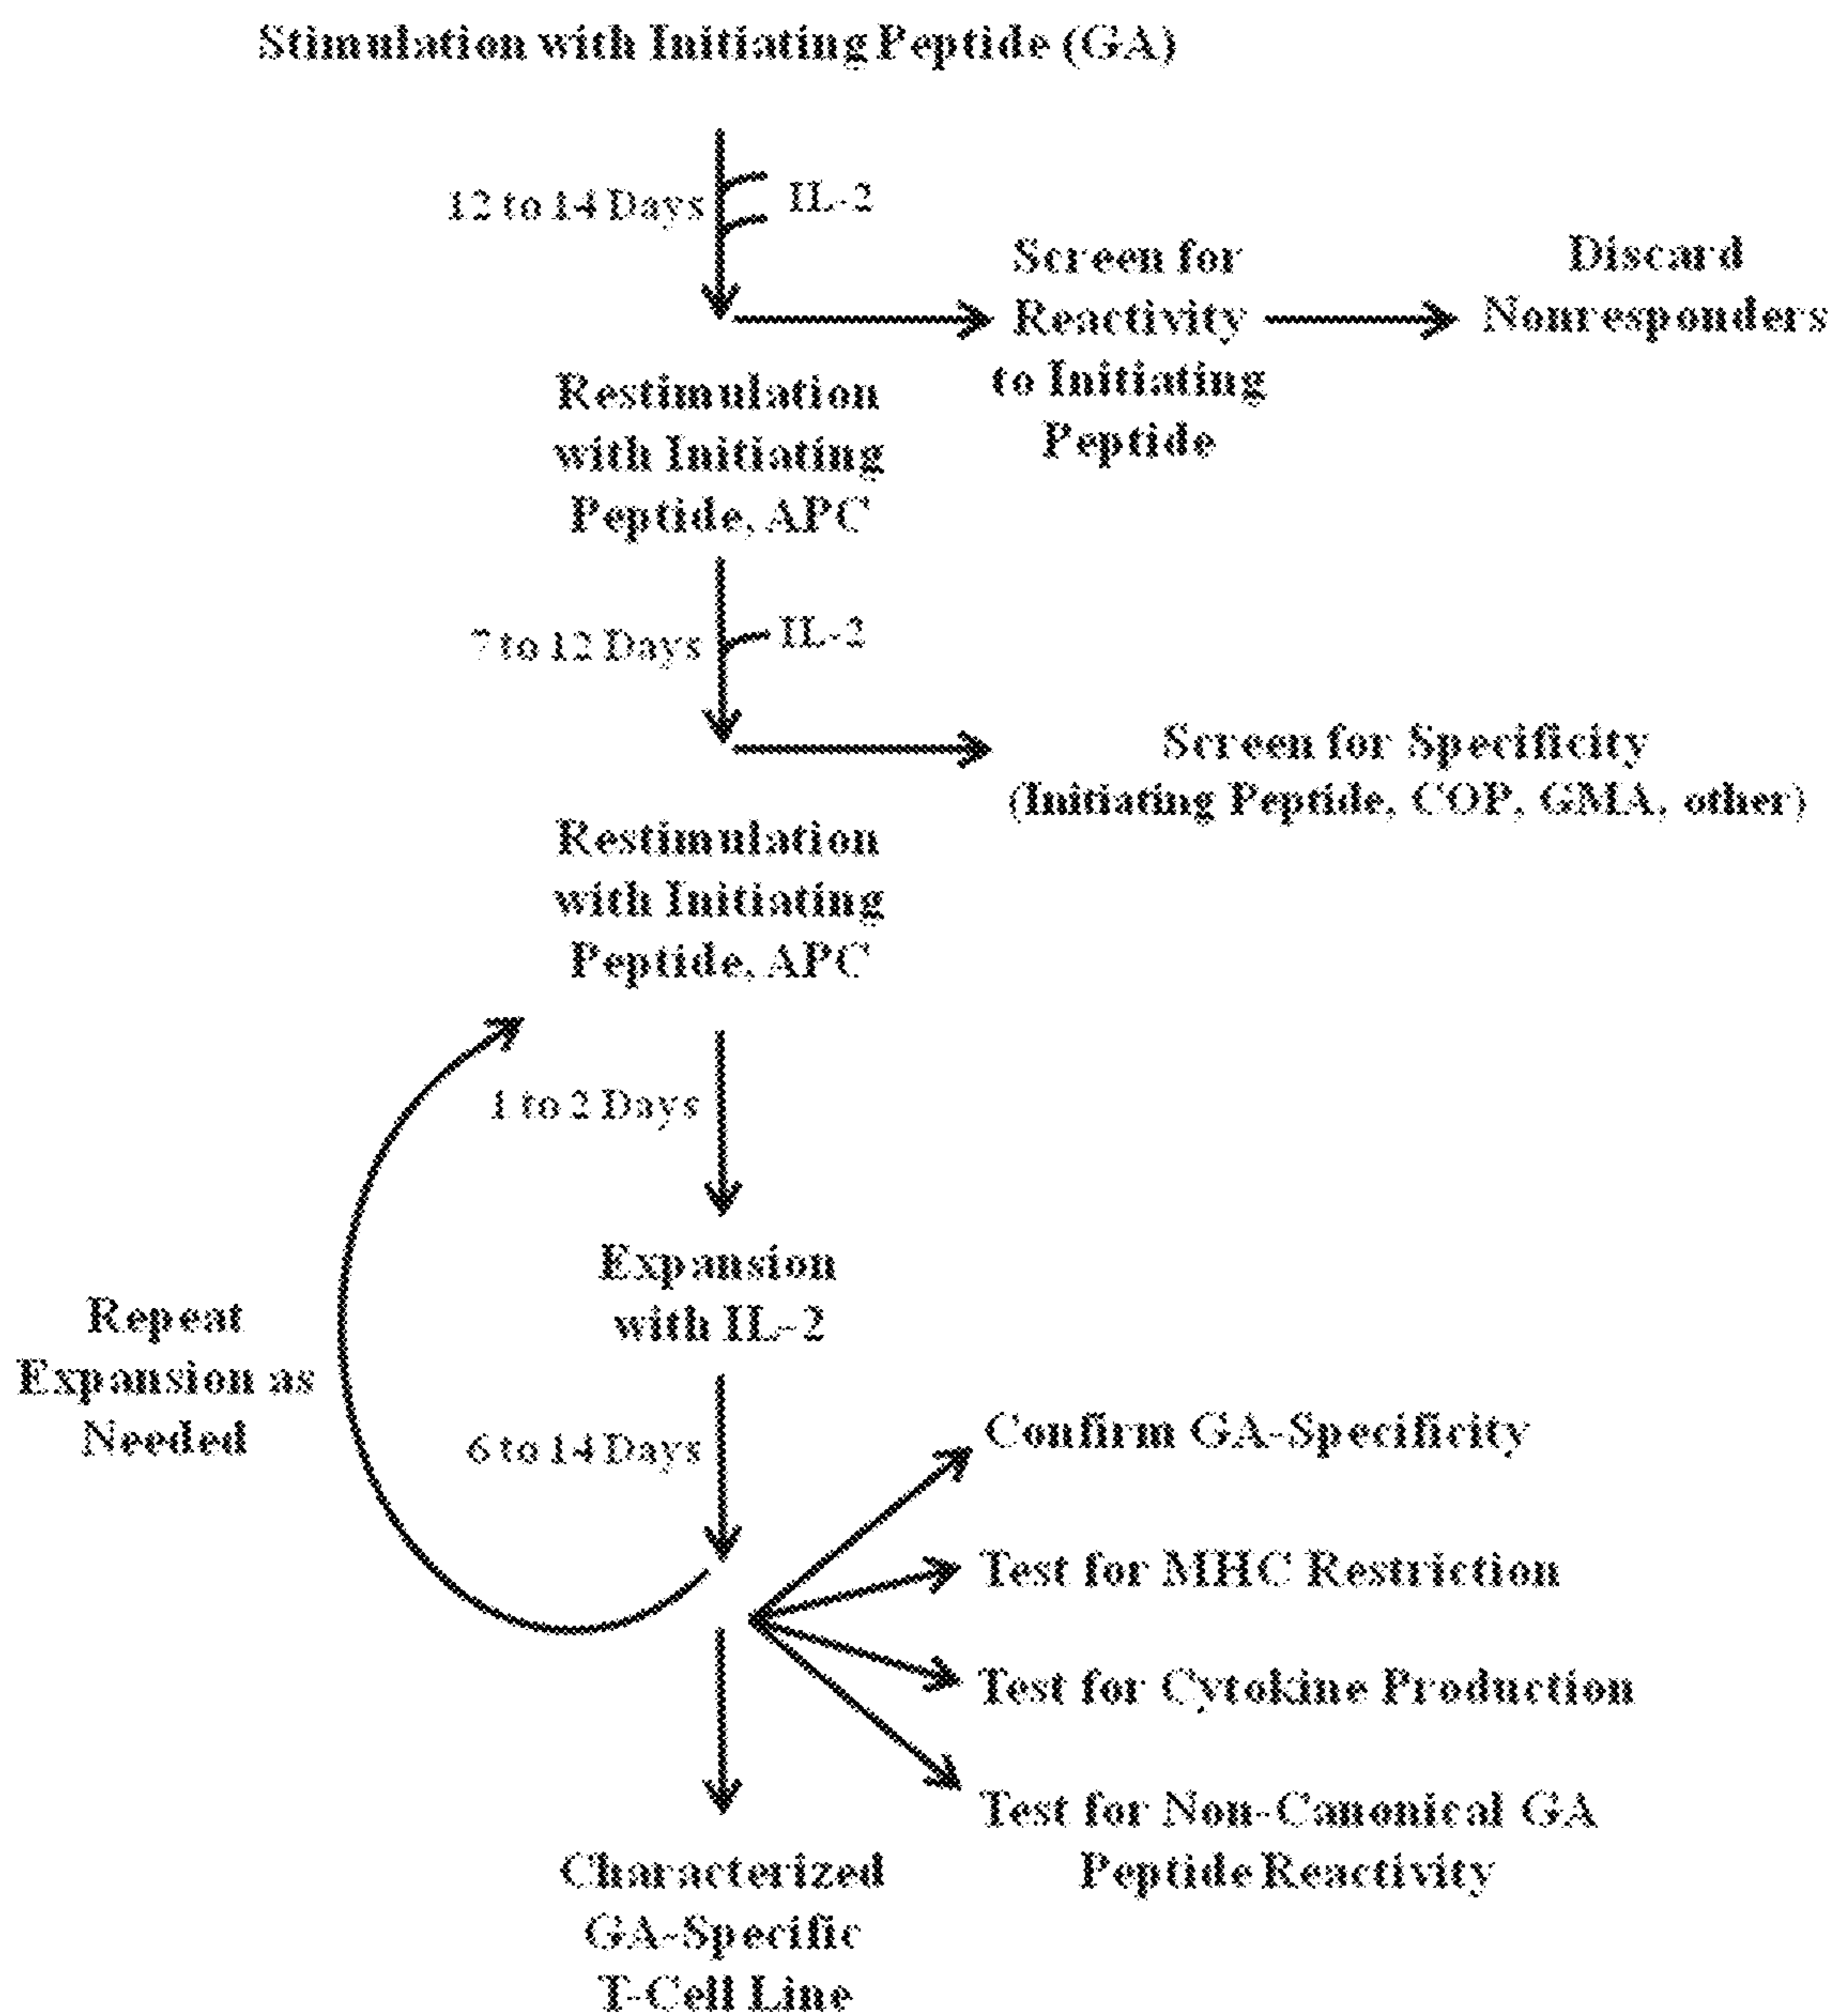 Stimulation with Initiating Peptide (GA)
12 to 14 Days
IL-2
Screen for
Reactivity
to Initiating
Peptide
Discard
Nonresponders
Restimulation
with Initiating
Peptide, APC
7 to 12 Days
IL-2
Screen for Specificity
(Initiating Peptide, COP, GMA, other)
Restimulation
with Initiating
Peptide, APC
1 to 2 Days
Expansion
with IL-2
Repeat
Expansion as
Needed
6 to 14 Days
Confirm GA-Specificity
Test for MHC Restriction
Test for Cytokine Production
Test for Non-Canonical GA
Peptide Reactivity
Characterized
GA-Specific
T-Cell Line